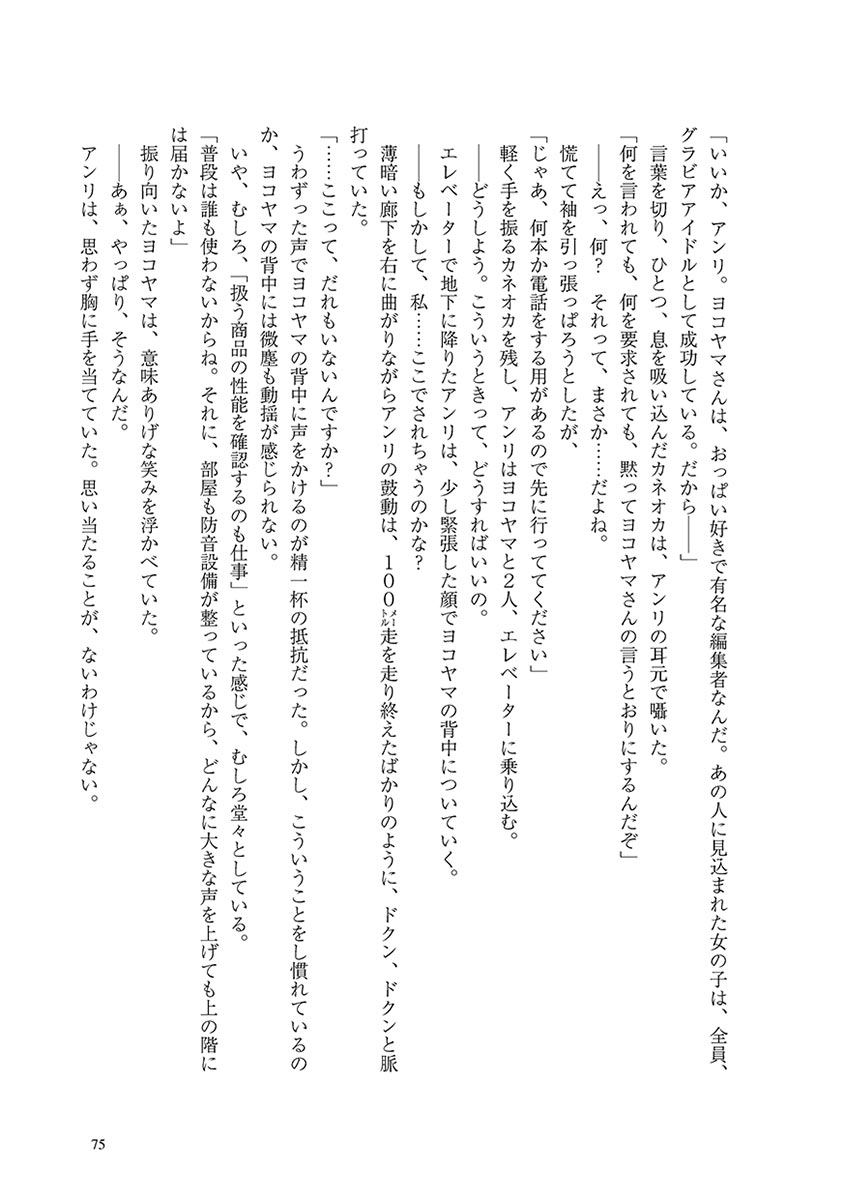 「いいか、アンリ。ヨコヤマさんは、おっぱい好きで有名な編集者なんだ。あの人に見込まれた女の子は、全員、
グラビアアイドルとして成功している。だから――」
言葉を切り、ひとつ、息を吸い込んだカネオカは、アンリの耳元で囁いた。
「何を言われても、何を要求されても、黙ってヨコヤマさんの言うとおりにするんだぞ」
――えっ、何？　それって、まさか……だよね。
慌てて袖を引っ張っぱろうとしたが、
「じゃあ、何本か電話をする用があるので先に行っててください」
軽く手を振るカネオカを残し、アンリはヨコヤマと２人、エレベーターに乗り込む。
――どうしよう。こういうときって、どうすればいいの。
エレベーターで地下に降りたアンリは、少し緊張した顔でヨコヤマの背中についていく。
――もしかして、私……ここでされちゃうのかな？
薄暗い廊下を右に曲がりながらアンリの鼓動は、１００メートル走を走り終えたばかりのように、ドクン、ドクンと脈
打っていた。
「……ここって、だれもいないんですか？」
うわずった声でヨコヤマの背中に声をかけるのが精一杯の抵抗だった。しかし、こういうことをし慣れているの
か、ヨコヤマの背中には微塵も動揺が感じられない。
いや、むしろ、「扱う商品の性能を確認するのも仕事」といった感じで、むしろ堂々としている。
「普段は誰も使わないからね。それに、部屋も防音設備が整っているから、どんなに大きな声を上げても上の階に
は届かないよ」
振り向いたヨコヤマは、意味ありげな笑みを浮かべていた。
――あぁ、やっぱり、そうなんだ。
アンリは、思わず胸に手を当てていた。思い当たることが、ないわけじゃない。
75